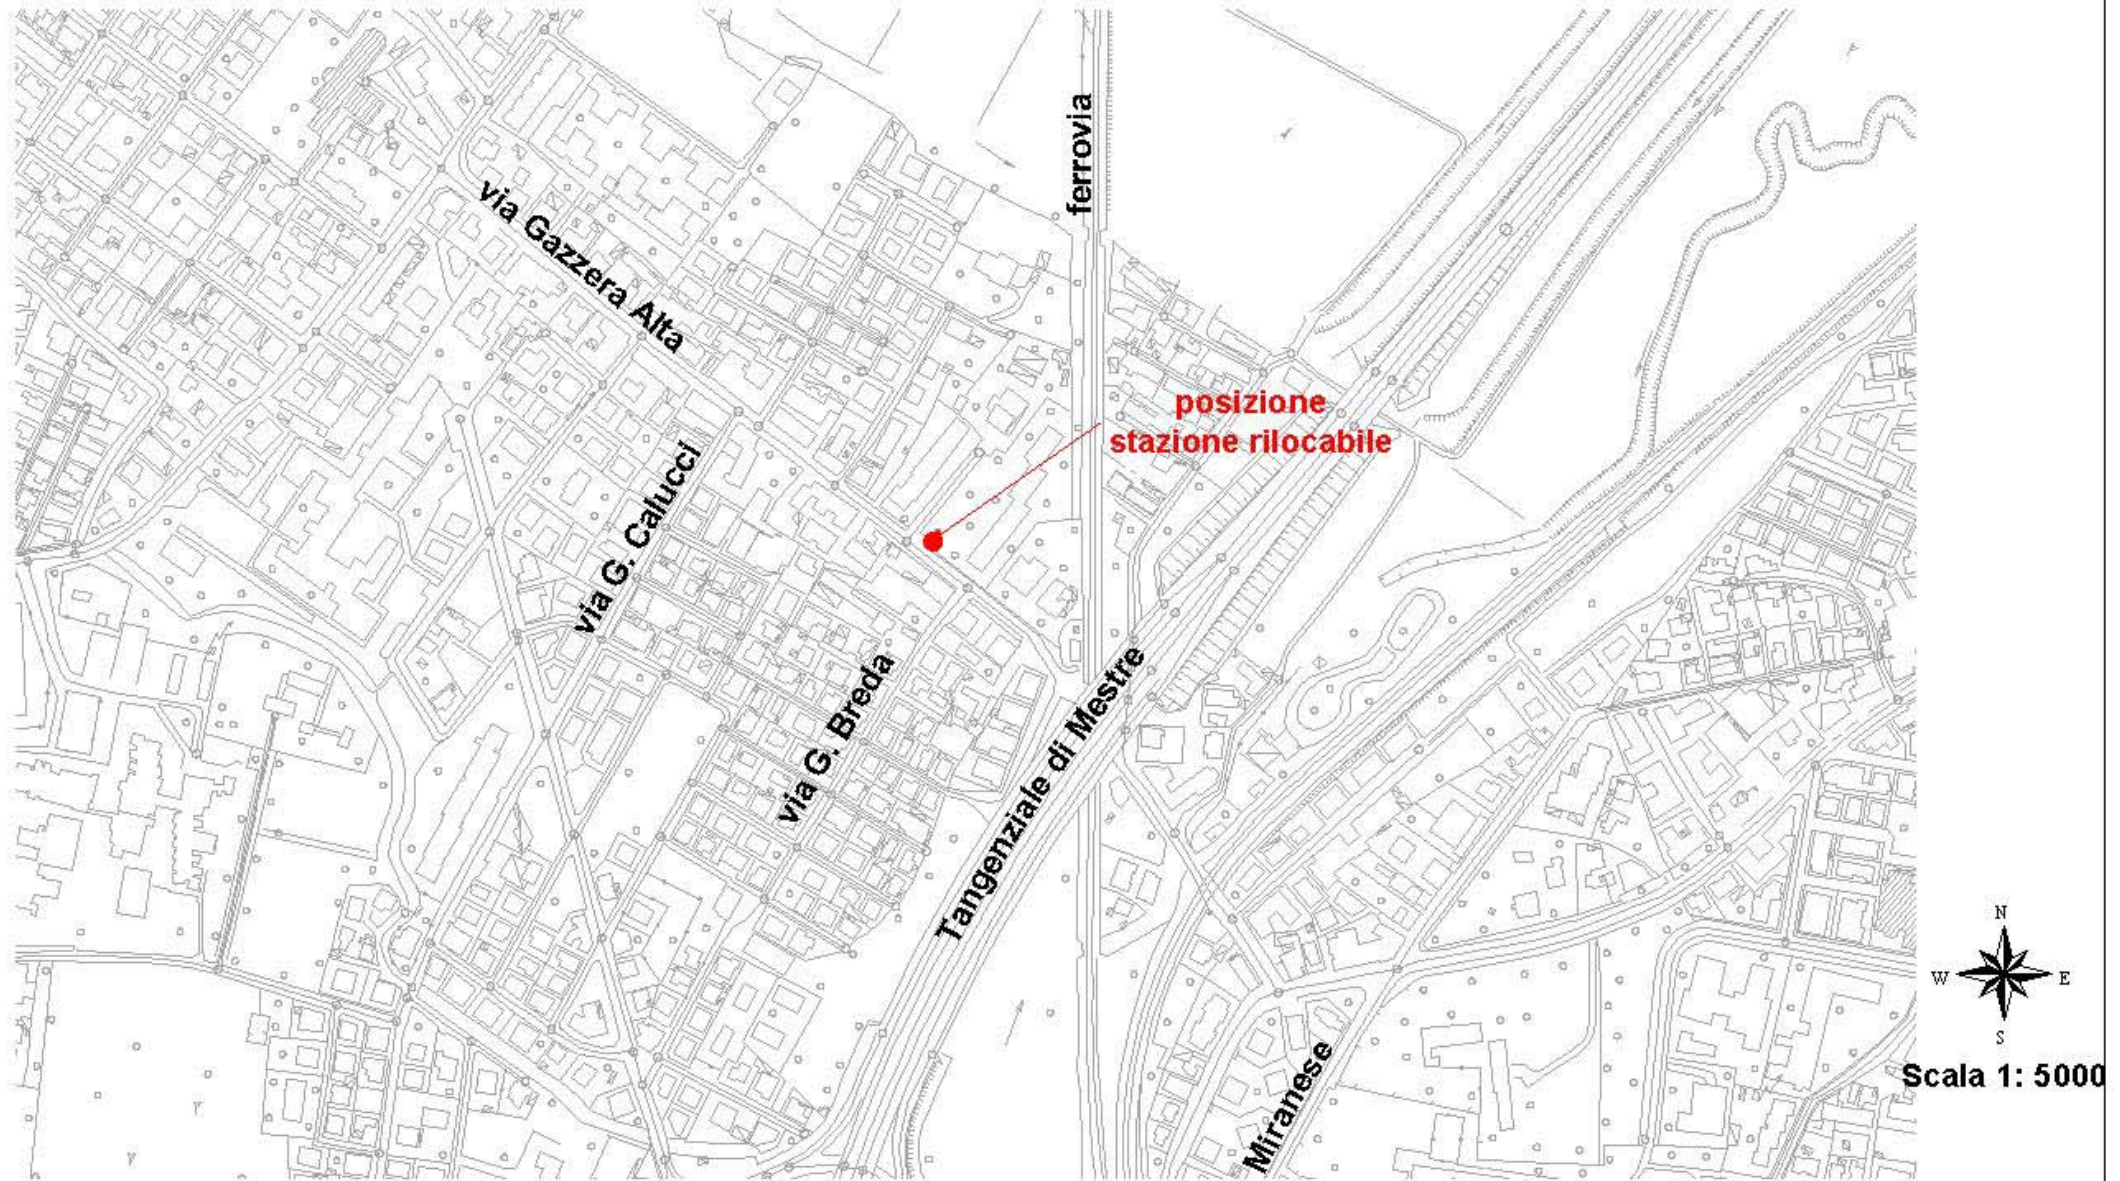 ferrovia
via Gazzera Alta
posizione
stazione rilocabile
via G. Calucci
via G. Breda
Tangenziale di Mestre
Miranese
N
W E
S
Scala 1: 5000